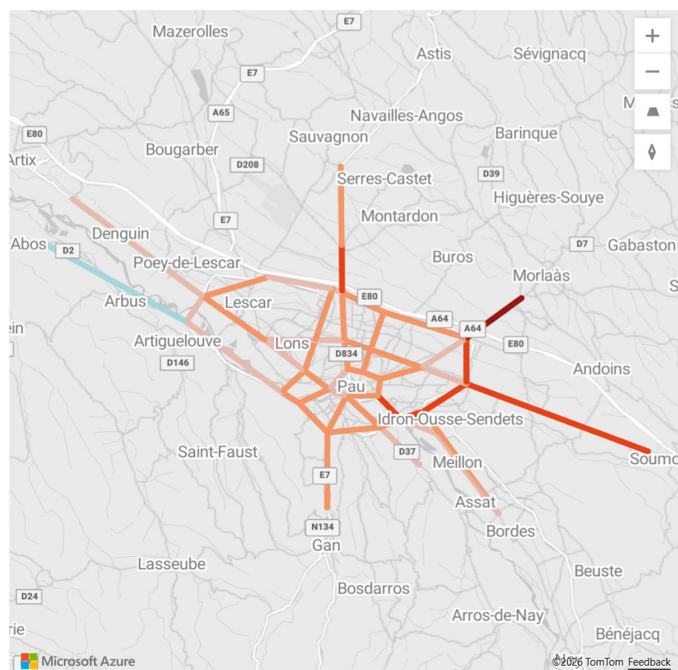 E7
Mazerolles
Astis
Sévignacq
E7
A65
Navailles-Angos
E80
Sauvagnon
Barinque
Artix
Bougarber
D208
D39
Serres-Castet
Higuères-Souye
Montardon
E7
Denguin
D7
Gabaston
Abos
D2
Buros
Poey-de-Lescar
Morlaàs
Arbus
Lescar
E80
A64
A64
E80
Artiguelouve
Lons
D834
D146
Andoins
Pau
Idron-Ousse-Sendets
Saint-Faust
D37
Meillon
Soumo
E7
Assat
N134
Bordes
Gan
Lasseube
Beuste
D24
Bosdarros
Arros-de-Nay
Bénéjacq
Microsoft Azure
©2026 TomTom Feedback